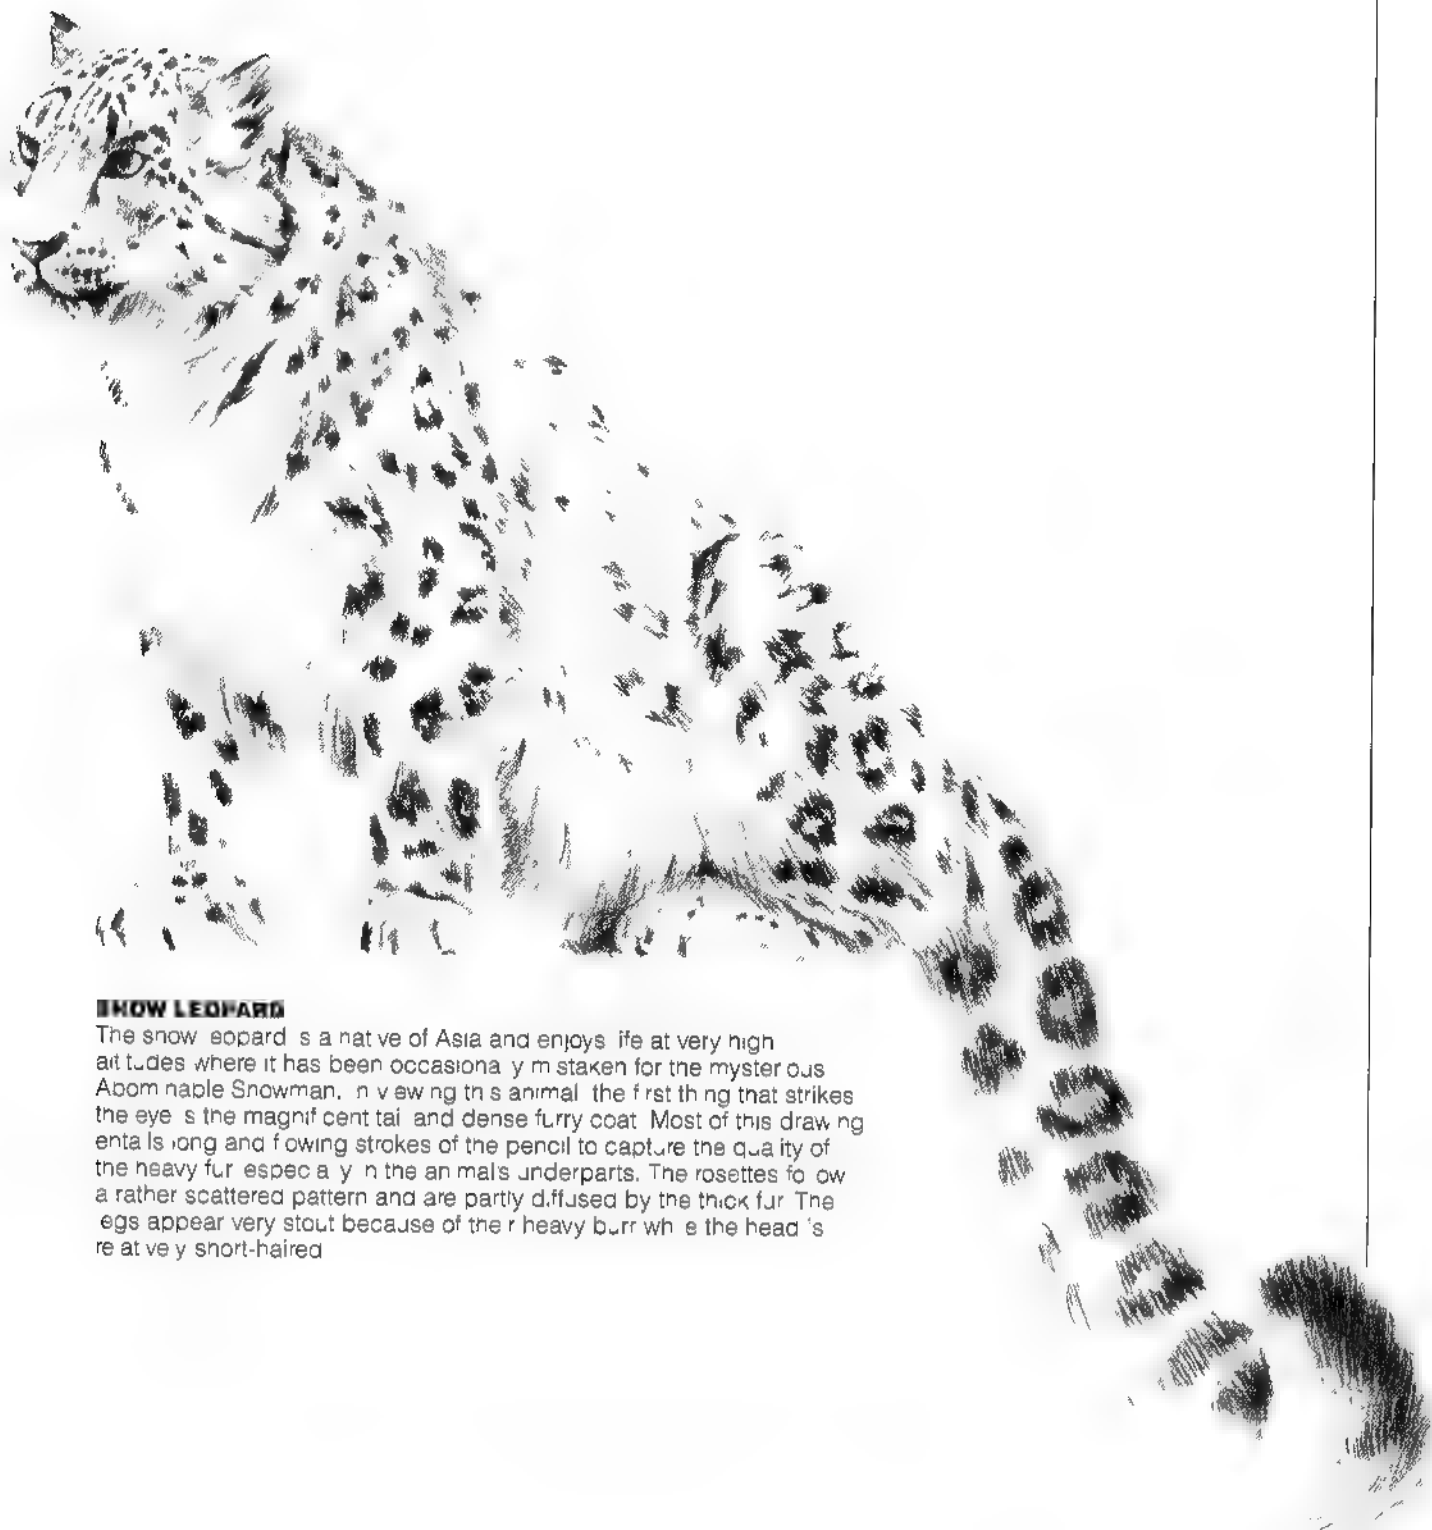 SNOW LEOPARD
The snow leopard is a native of Asia and enjoys life at very high
altitudes where it has been occasionally mistaken for the mysterious
Abominable Snowman. In viewing this animal the first thing that strikes
the eye is the magnificent tail and dense furry coat Most of this drawing
entails long and flowing strokes of the pencil to capture the quality of
the heavy fur especially in the animal's underparts. The rosettes follow
a rather scattered pattern and are partly diffused by the thick fur The
legs appear very stout because of their heavy burr while the head is
relatively short-haired